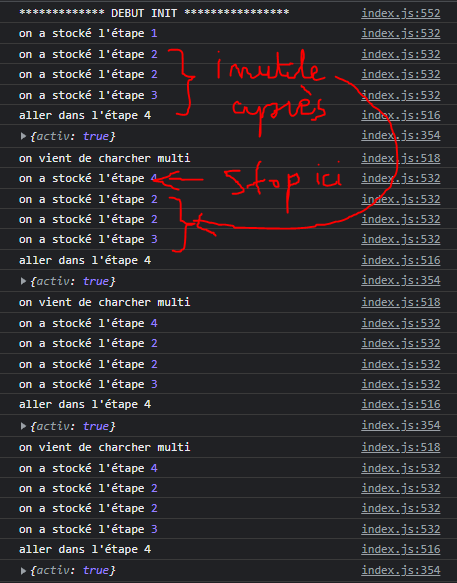 ************* DEBUT INIT **************** index.js:552
on a stocké l'étape 1 index.js:532
on a stocké l'étape 2 index.js:532
on a stocké l'étape 2 index.js:532
on a stocké l'étape 3 index.js:532
aller dans l'étape 4 index.js:516
{activ: true} index.js:354
on vient de charcher multi index.js:518
on a stocké l'étape 4 index.js:532
on a stocké l'étape 2 index.js:532
on a stocké l'étape 2 index.js:532
on a stocké l'étape 3 index.js:532
aller dans l'étape 4 index.js:516
{activ: true} index.js:354
on vient de charcher multi index.js:518
on a stocké l'étape 4 index.js:532
on a stocké l'étape 2 index.js:532
on a stocké l'étape 2 index.js:532
on a stocké l'étape 3 index.js:532
aller dans l'étape 4 index.js:516
{activ: true} index.js:354
on vient de charcher multi index.js:518
on a stocké l'étape 4 index.js:532
on a stocké l'étape 2 index.js:532
on a stocké l'étape 2 index.js:532
on a stocké l'étape 3 index.js:532
aller dans l'étape 4 index.js:516
{activ: true} index.js:354
inutile
après
Stop ici